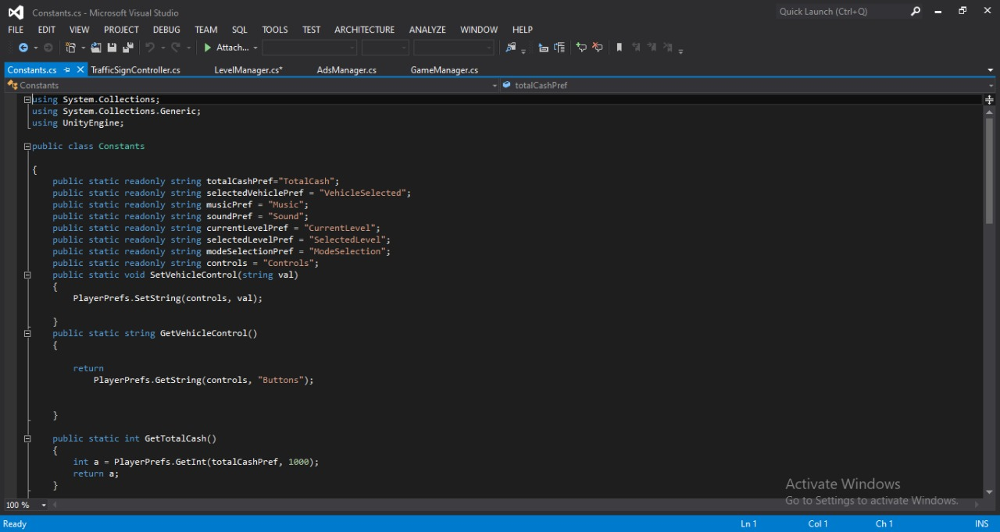 Constants.cs - Microsoft Visual Studio
Quick Launch (Ctrl+Q)
FILE EDIT VIEW PROJECT DEBUG TEAM SQL TOOLS TEST ARCHITECTURE ANALYZE WINDOW HELP
Attach...
Constants.cs TrafficSignController.cs LevelManager.cs* AdsManager.cs GameManager.cs
Constants totalCashPref
using System.Collections;
using System.Collections.Generic;
using UnityEngine;
public class Constants
{
public static readonly string totalCashPref="TotalCash";
public static readonly string selectedVehiclePref = "VehicleSelected";
public static readonly string musicPref = "Music";
public static readonly string soundPref = "Sound";
public static readonly string currentLevelPref = "CurrentLevel";
public static readonly string selectedLevelPref = "SelectedLevel";
public static readonly string modeSelectionPref = "ModeSelection";
public static readonly string controls = "Controls";
public static void SetVehicleControl(string val)
{
PlayerPrefs.SetString(controls, val);
}
public static string GetVehicleControl()
{
return
PlayerPrefs.GetString(controls, "Buttons");
}
public static int GetTotalCash()
{
int a = PlayerPrefs.GetInt(totalCashPref, 1000);
return a;
}
Activate Windows
Go to Settings to activate Windows.
100 %
Ready Ln 1 Col 1 Ch 1 INS